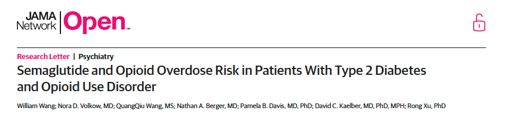 JAMA
Network Open™
Research Letter | Psychiatry
Semaglutide and Opioid Overdose Risk in Patients With Type 2 Diabetes
and Opioid Use Disorder
William Wang; Nora D. Volkow, MD; QuangQiu Wang, MS; Nathan A. Berger, MD; Pamela B. Davis, MD, PhD; David C. Kaelber, MD, PhD, MPH; Rong Xu, PhD